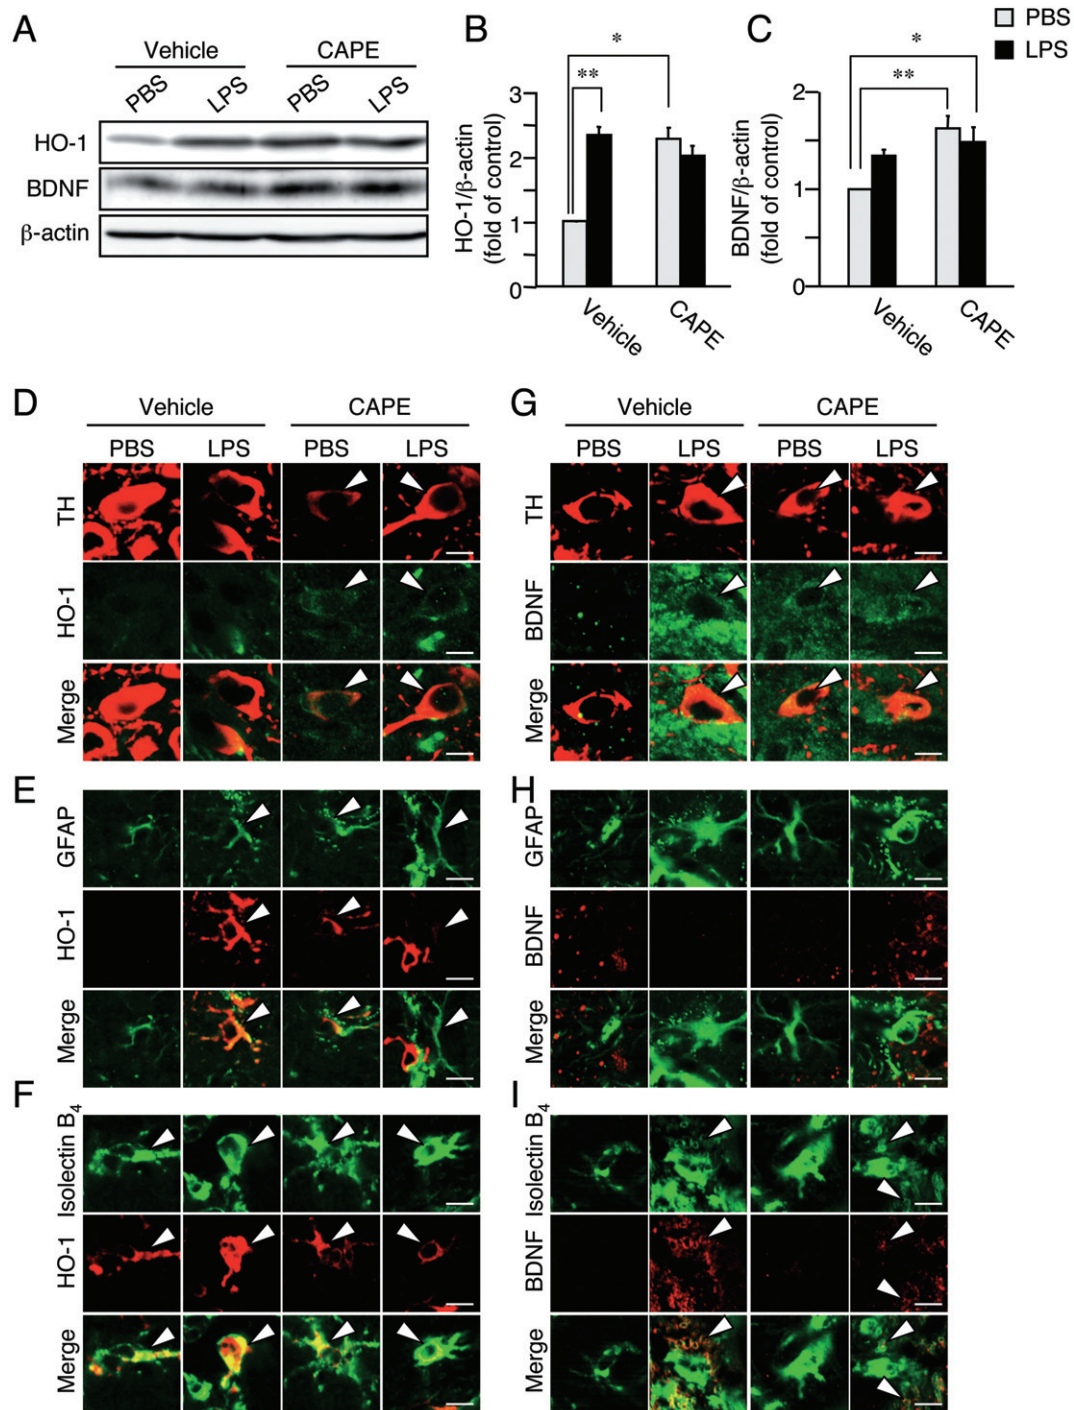 A
Vehicle CAPE
PBS LPS PBS LPS
HO-1
BDNF
β-actin
B
*
**
HO-1/β-actin
(fold of control)
3
2
1
0
Vehicle CAPE
C
PBS
LPS
*
**
BDNF/β-actin
(fold of control)
2
1
0
Vehicle CAPE
D
Vehicle CAPE
PBS LPS PBS LPS
TH
HO-1
Merge
E
GFAP
HO-1
Merge
F
Isolectin B4
HO-1
Merge
G
Vehicle CAPE
PBS LPS PBS LPS
TH
BDNF
Merge
H
GFAP
BDNF
Merge
I
Isolectin B4
BDNF
Merge